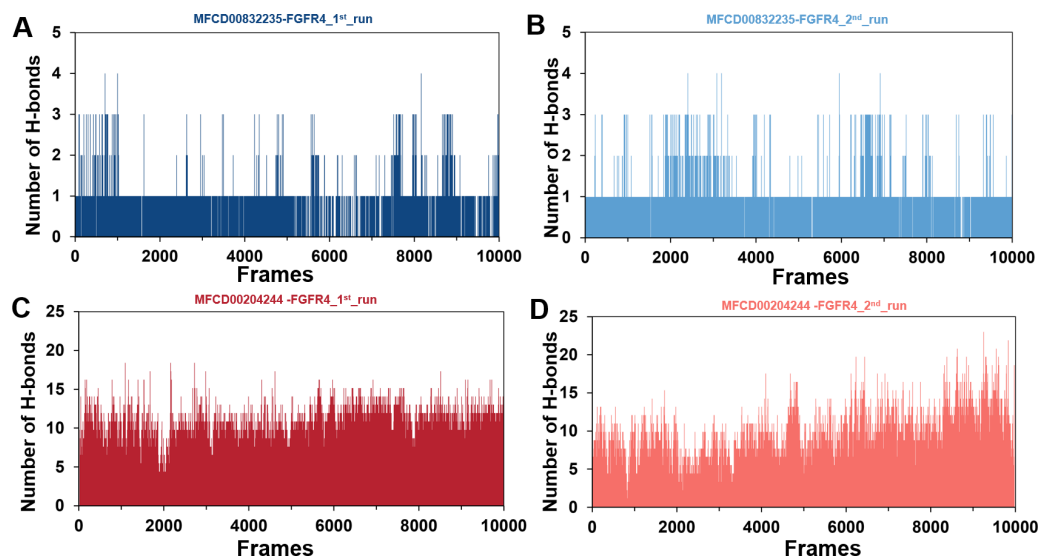 A
MFCD00832235-FGFR4_1st_run
Number of H-bonds
5
4
3
2
1
0
0 2000 4000 6000 8000 10000
Frames
B
MFCD00832235-FGFR4_2nd_run
Number of H-bonds
5
4
3
2
1
0
0 2000 4000 6000 8000 10000
Frames
C
MFCD00204244 -FGFR4_1st_run
Number of H-bonds
25
20
15
10
5
0
0 2000 4000 6000 8000 10000
Frames
D
MFCD00204244 -FGFR4_2nd_run
Number of H-bonds
25
20
15
10
5
0
0 2000 4000 6000 8000 10000
Frames